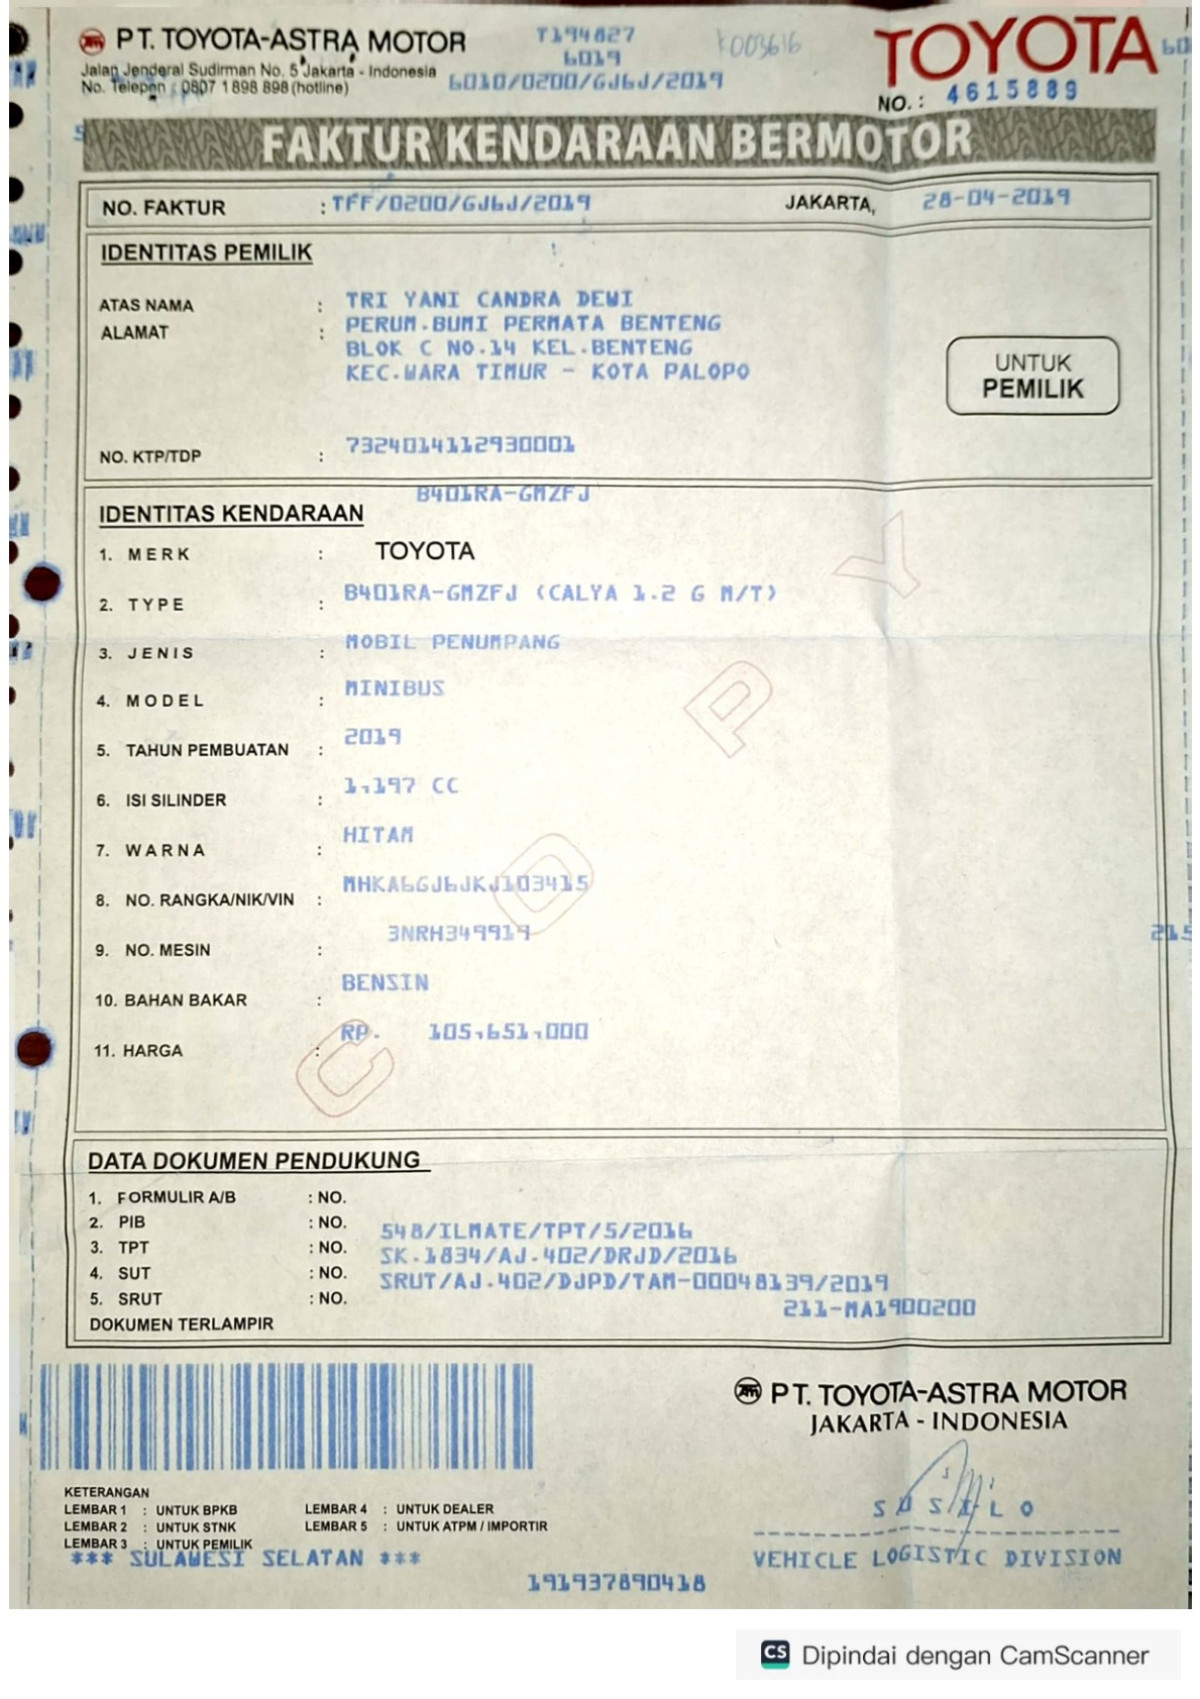 PT. TOYOTA-ASTRA MOTOR
Jalan Jenderal Sudirman No. 5 Jakarta - Indonesia
No. Telepon : 0807 1 898 898 (hotline)
T194827
6019
6010/0200/GJ6J/2019
K003616
TOYOTA
NO. : 4615889
FAKTUR KENDARAAN BERMOTOR
NO. FAKTUR : TFF/0200/GJ6J/2019 JAKARTA, 28-04-2019
IDENTITAS PEMILIK
ATAS NAMA : TRI YANI CANDRA DEWI
ALAMAT : PERUM.BUMI PERMATA BENTENG
BLOK C NO.14 KEL.BENTENG
KEC.WARA TIMUR - KOTA PALOPO
UNTUK
PEMILIK
NO. KTP/TDP : 7324014112930001
B401RA-GMZFJ
IDENTITAS KENDARAAN
1. MERK : TOYOTA
2. TYPE : B401RA-GMZFJ (CALYA 1.2 G M/T)
3. JENIS : MOBIL PENUMPANG
4. MODEL : MINIBUS
5. TAHUN PEMBUATAN : 2019
6. ISI SILINDER : 1,197 CC
7. WARNA : HITAM
8. NO. RANGKA/NIK/VIN : MHKA6GJ6JKJ103415
9. NO. MESIN : 3NRH349919
10. BAHAN BAKAR : BENSIN
11. HARGA : RP. 105,651,000
COPY
DATA DOKUMEN PENDUKUNG
1. FORMULIR A/B : NO.
2. PIB : NO.
3. TPT : NO. 548/ILMATE/TPT/5/2016
4. SUT : NO. SK.1834/AJ.402/DRJD/2016
5. SRUT : NO. SRUT/AJ.402/DJPD/TAM-00048139/2019
DOKUMEN TERLAMPIR 211-MA1900200
PT. TOYOTA-ASTRA MOTOR
JAKARTA - INDONESIA
SUSILO
VEHICLE LOGISTIC DIVISION
KETERANGAN
LEMBAR 1 : UNTUK BPKB LEMBAR 4 : UNTUK DEALER
LEMBAR 2 : UNTUK STNK LEMBAR 5 : UNTUK ATPM / IMPORTIR
LEMBAR 3 : UNTUK PEMILIK
*** SULAWESI SELATAN ***
191937890418
CS Dipindai dengan CamScanner